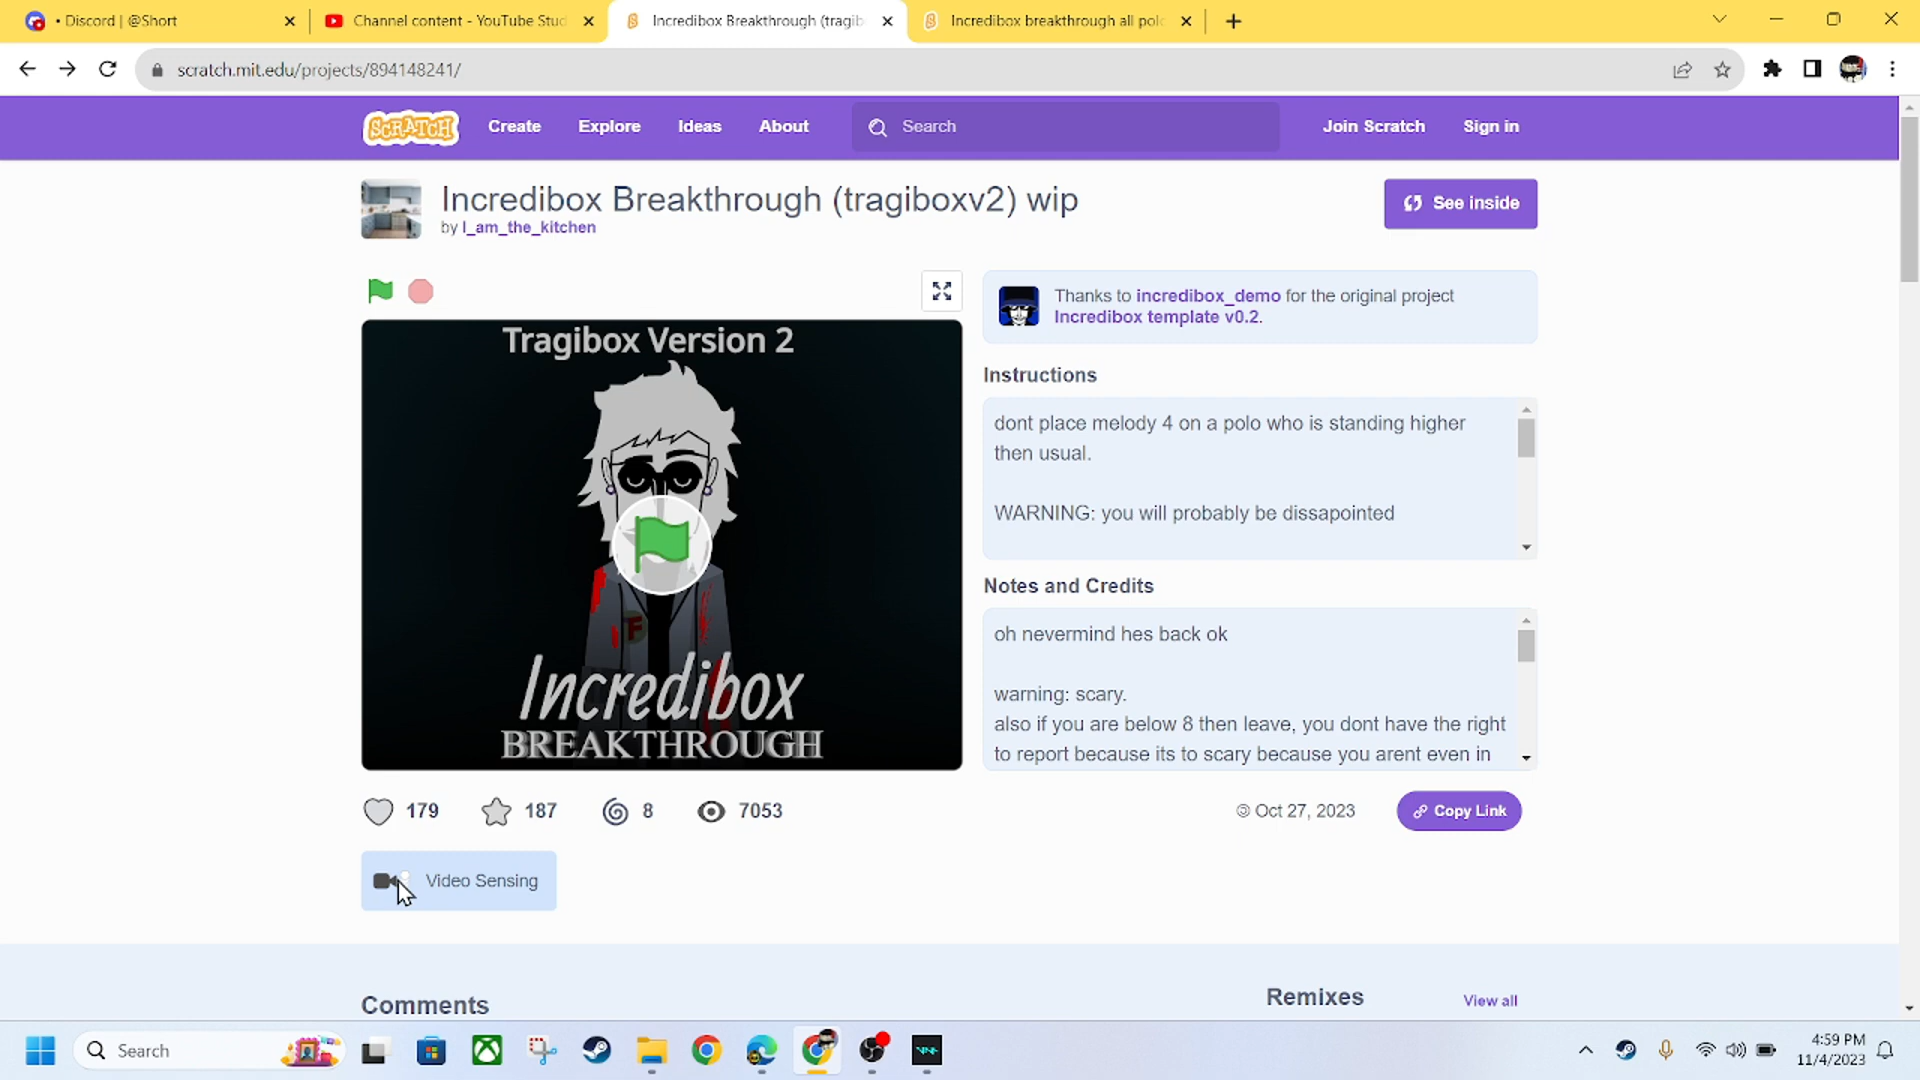 • Discord | @Short
Channel content - YouTube Stud
Incredibox Breakthrough (tragib
Incredibox breakthrough all polo
scratch.mit.edu/projects/894148241/
SCRATCH
Create
Explore
Ideas
About
Search
Join Scratch
Sign in
Incredibox Breakthrough (tragiboxv2) wip
by I_am_the_kitchen
See inside
Thanks to incredibox_demo for the original project
Incredibox template v0.2.
Tragibox Version 2
F
Incredibox
BREAKTHROUGH
Instructions
dont place melody 4 on a polo who is standing higher
then usual.
WARNING: you will probably be dissapointed
Notes and Credits
oh nevermind hes back ok
warning: scary.
also if you are below 8 then leave, you dont have the right
to report because its to scary because you arent even in
179
187
8
7053
Oct 27, 2023
Copy Link
Video Sensing
Comments
Remixes
View all
Search
4:59 PM
11/4/2023